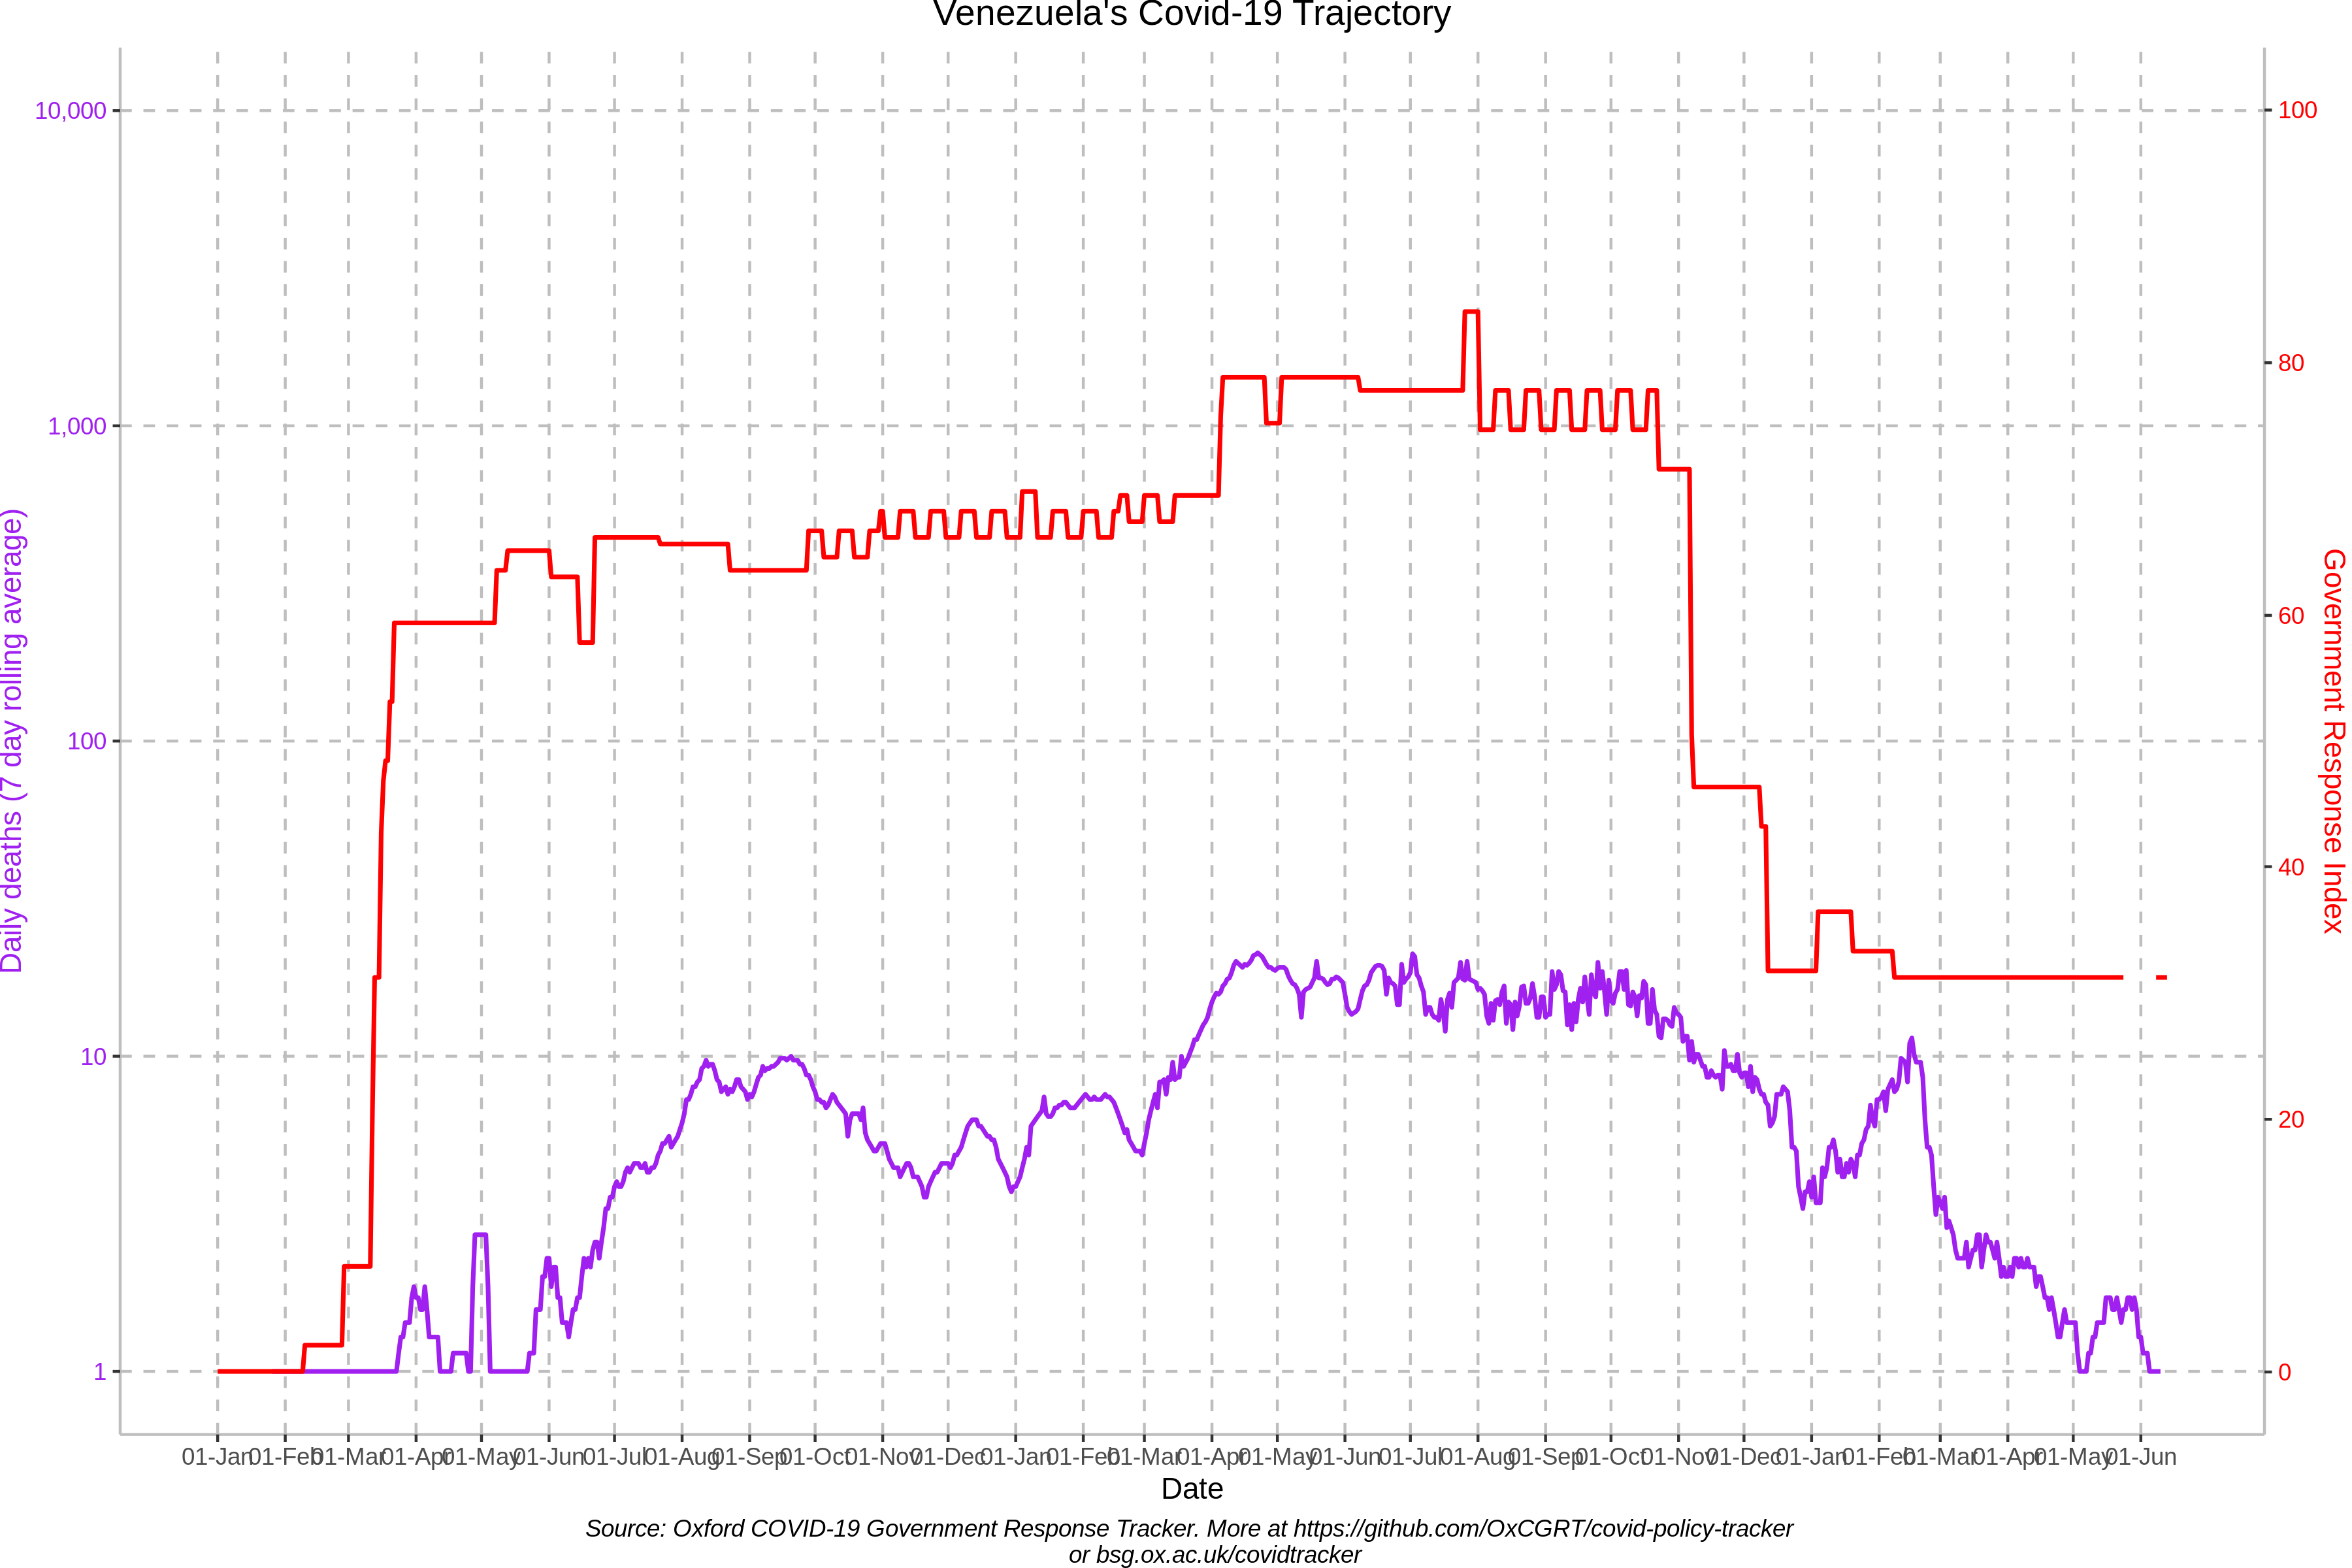 Venezuela's Covid-19 Trajectory
10,000
1,000
100
10
1
Daily deaths (7 day rolling average)
100
80
60
40
20
0
Government Response Index
01-Jan 01-Feb 01-Mar 01-Apr 01-May 01-Jun 01-Jul 01-Aug 01-Sep 01-Oct 01-Nov 01-Dec 01-Jan 01-Feb 01-Mar 01-Apr 01-May 01-Jun 01-Jul 01-Aug 01-Sep 01-Oct 01-Nov 01-Dec 01-Jan 01-Feb 01-Mar 01-Apr 01-May 01-Jun
Date
Source: Oxford COVID-19 Government Response Tracker. More at https://github.com/OxCGRT/covid-policy-tracker
or bsg.ox.ac.uk/covidtracker